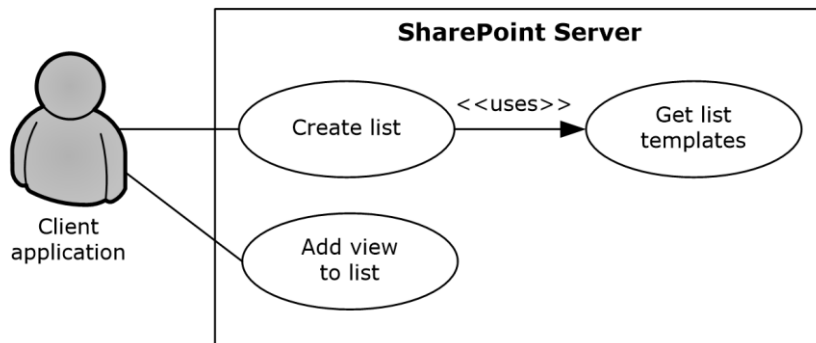 SharePoint Server
Create list
<<uses>>
Get list
templates
Client
application
Add view
to list